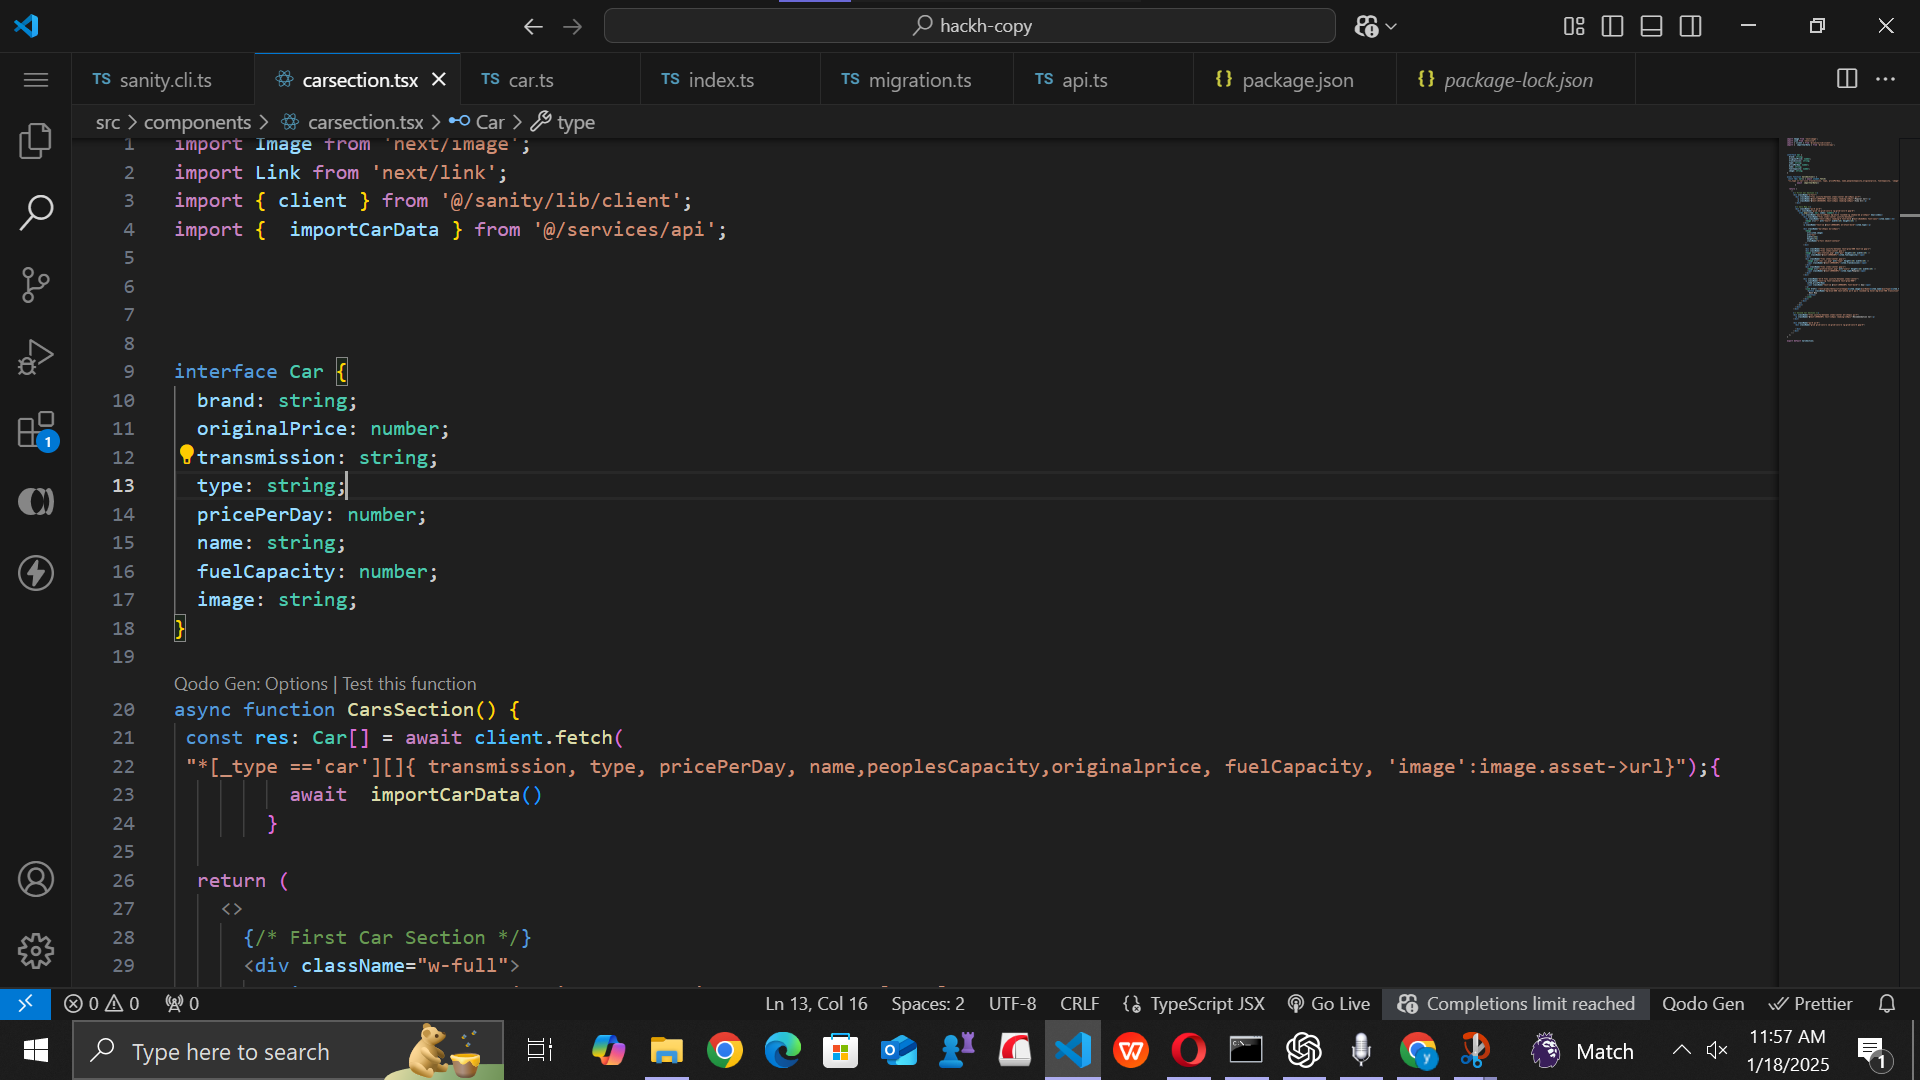 hackh-copy
TS sanity.cli.ts
carsection.tsx
TS car.ts
TS index.ts
TS migration.ts
TS api.ts
{} package.json
{} package-lock.json
src > components > carsection.tsx > Car > type
1 import Image from 'next/image';
2 import Link from 'next/link';
3 import { client } from '@/sanity/lib/client';
4 import {  importCarData } from '@/services/api';
5
6
7
8
9 interface Car {
10 brand: string;
11 originalPrice: number;
12 transmission: string;
13 type: string;
14 pricePerDay: number;
15 name: string;
16 fuelCapacity: number;
17 image: string;
18 }
19
Qodo Gen: Options | Test this function
20 async function CarsSection() {
21 const res: Car[] = await client.fetch(
22 "*[_type =='car'][]{ transmission, type, pricePerDay, name,peoplesCapacity,originalprice, fuelCapacity, 'image':image.asset->url}");{
23 await  importCarData()
24 }
25
26 return (
27 <>
28 {/* First Car Section */}
29 <div className="w-full">
1
0 0 0 Ln 13, Col 16 Spaces: 2 UTF-8 CRLF {} TypeScript JSX Go Live Completions limit reached Qodo Gen Prettier
Type here to search
Match
11:57 AM
1/18/2025
1